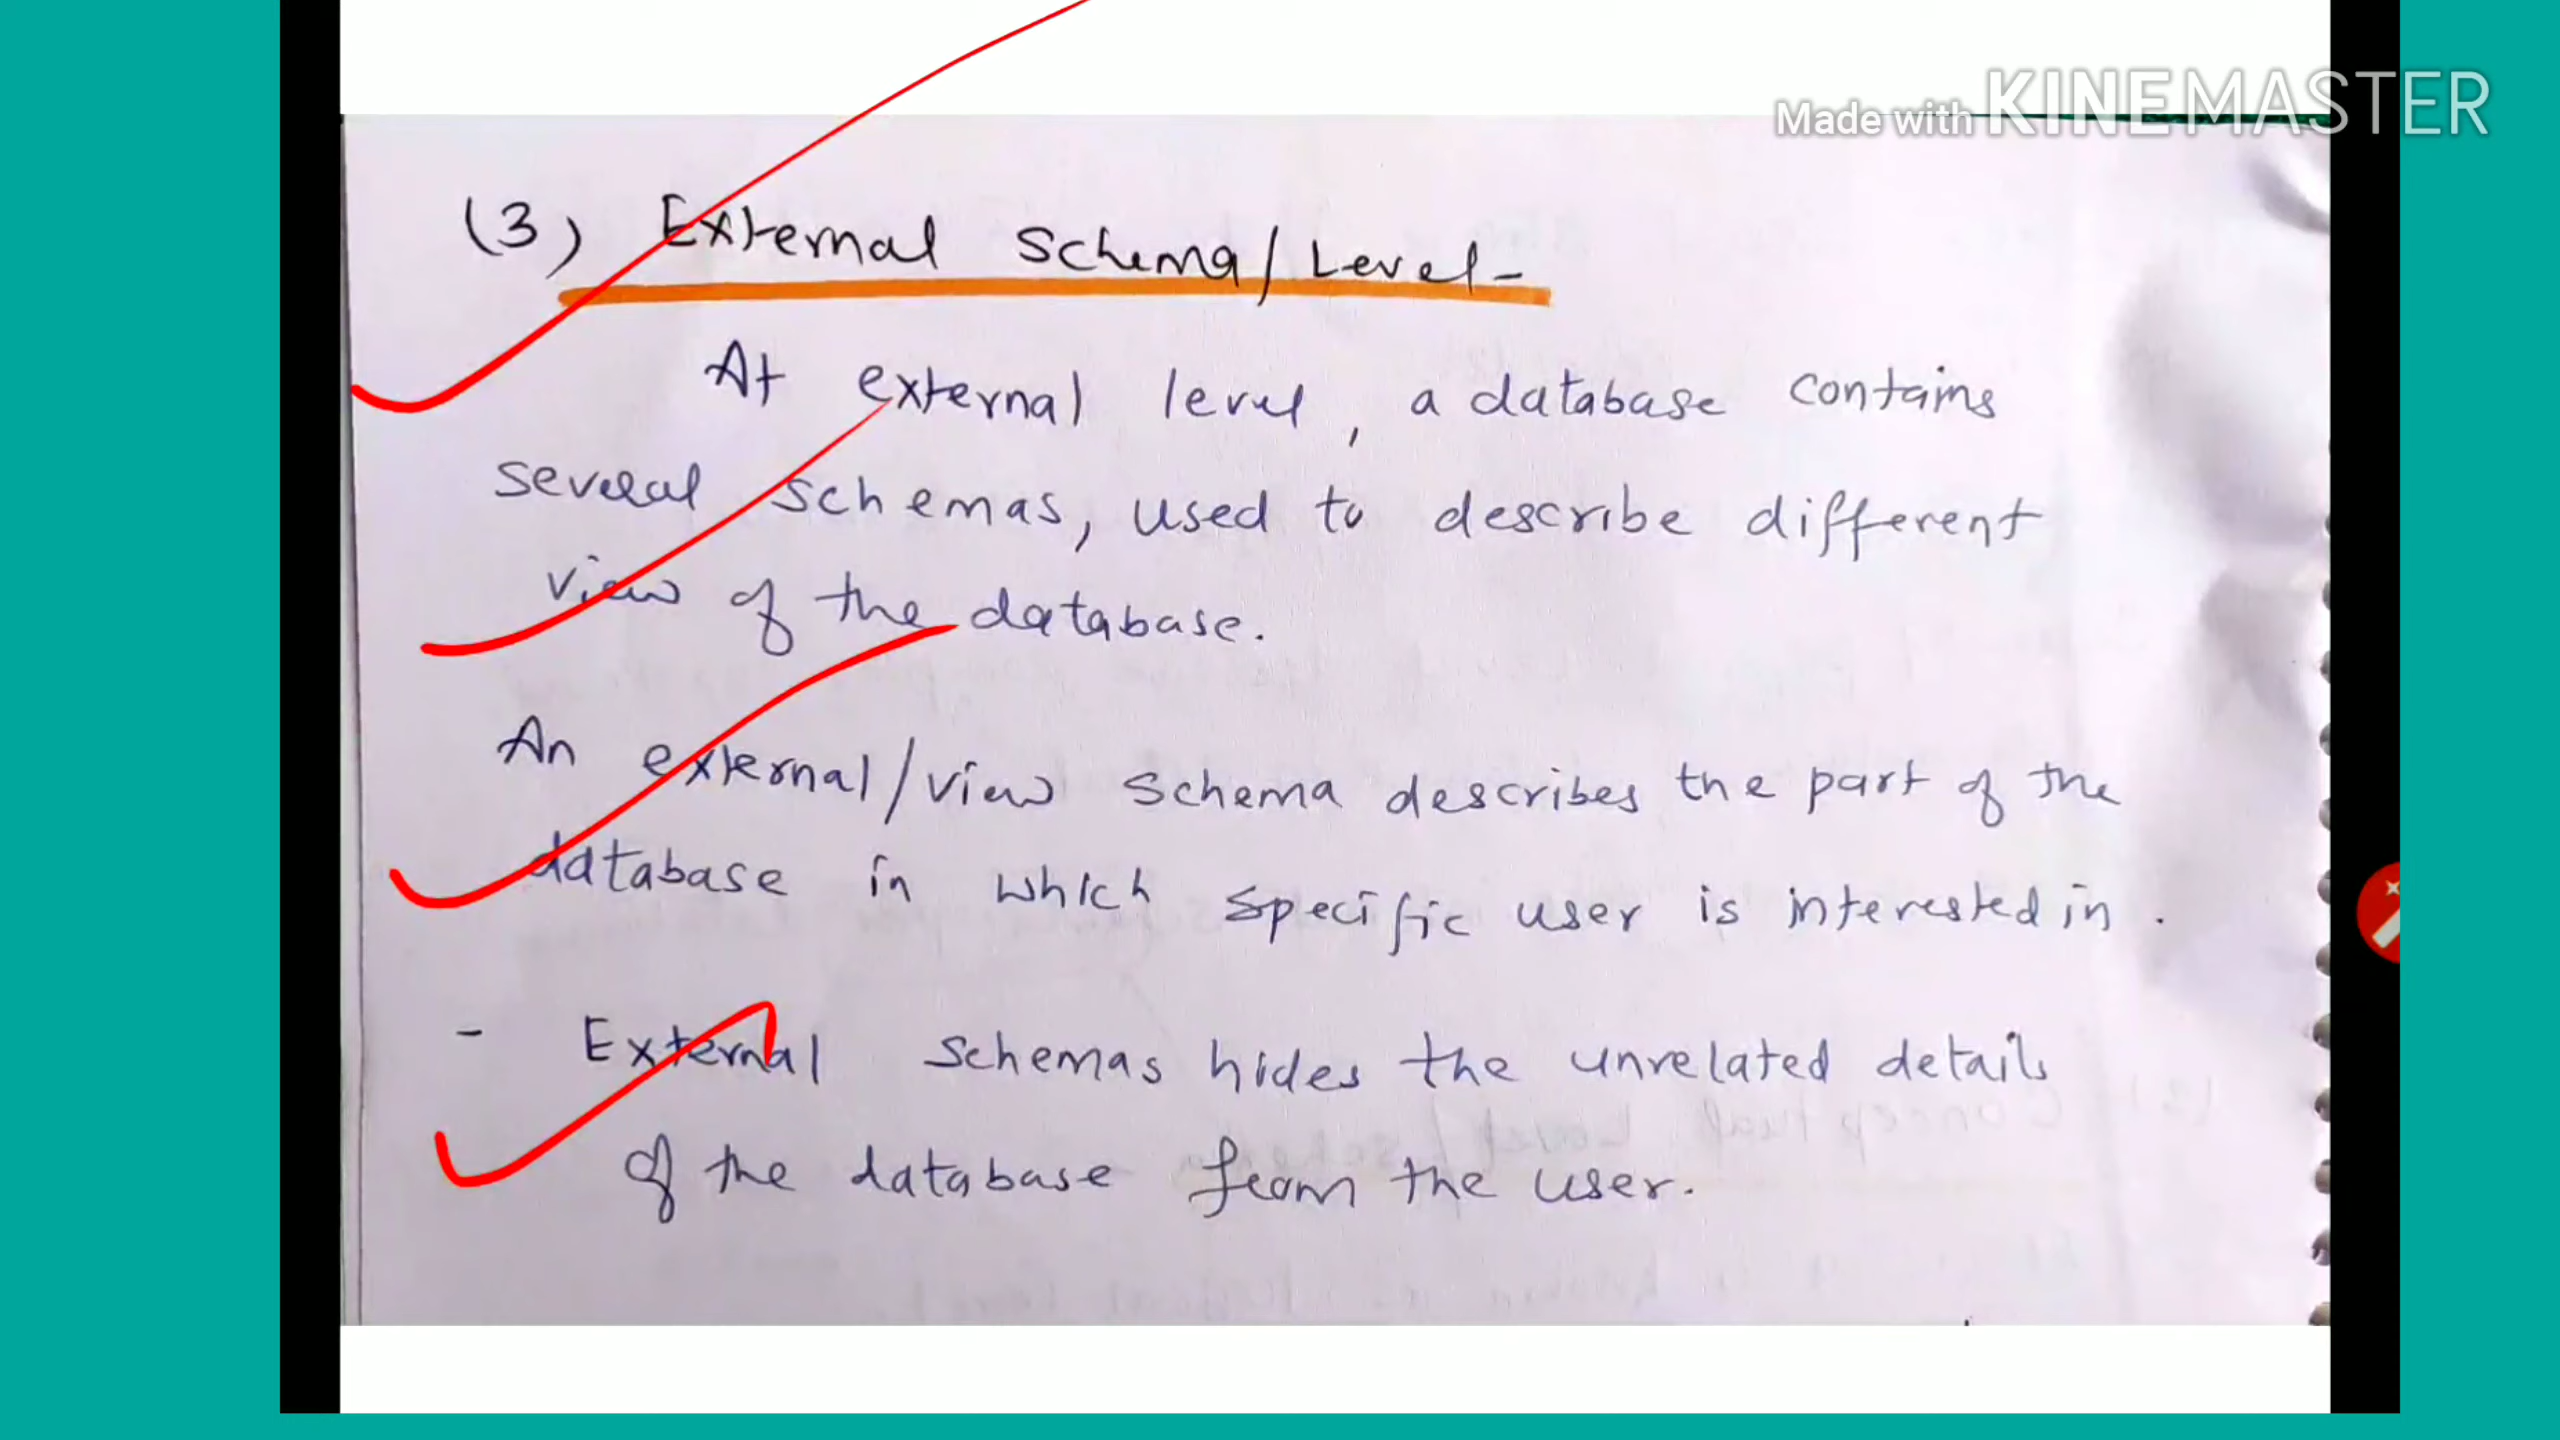 Made with KINEMASTER
(3) External Schema/Level-
At external level, a database contains
several schemas, used to describe different
view of the database.
An external/view schema describes the part of the
database in which specific user is interested in.
- External schemas hides the unrelated details
of the database from the user.